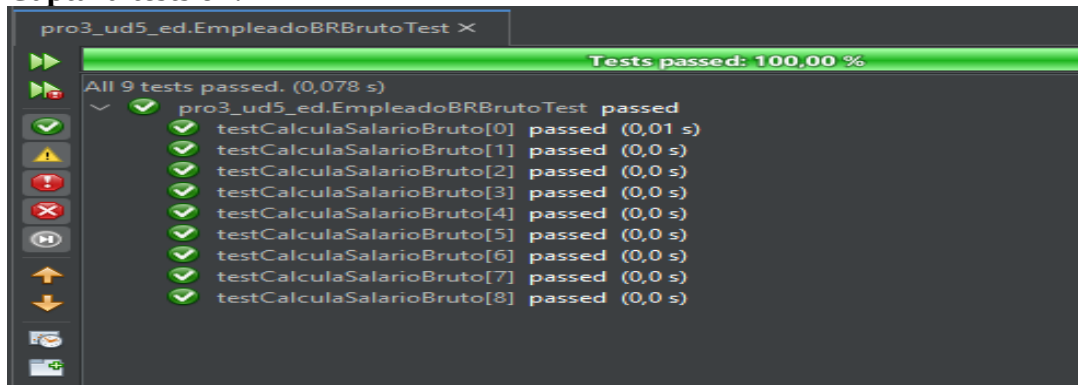 pro3_ud5_ed.EmpleadoBRBrutoTest ×
Tests passed: 100,00 %
All 9 tests passed. (0,078 s)
pro3_ud5_ed.EmpleadoBRBrutoTest passed
testCalculaSalarioBruto[0] passed (0,01 s)
testCalculaSalarioBruto[1] passed (0,0 s)
testCalculaSalarioBruto[2] passed (0,0 s)
testCalculaSalarioBruto[3] passed (0,0 s)
testCalculaSalarioBruto[4] passed (0,0 s)
testCalculaSalarioBruto[5] passed (0,0 s)
testCalculaSalarioBruto[6] passed (0,0 s)
testCalculaSalarioBruto[7] passed (0,0 s)
testCalculaSalarioBruto[8] passed (0,0 s)